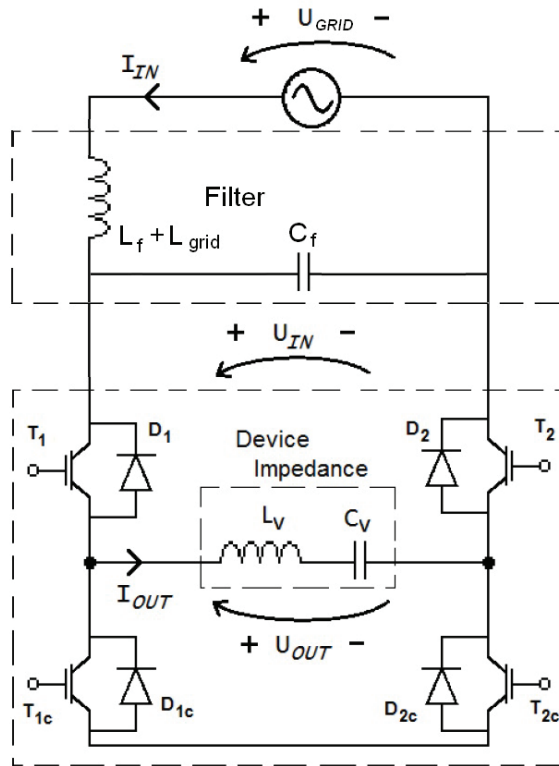 + U_GRID -
I_IN
Filter
L_f + L_grid
C_f
+ U_IN -
T_1
D_1
D_2
T_2
Device
Impedance
L_V
C_V
I_OUT
+ U_OUT -
T_1c
D_1c
D_2c
T_2c